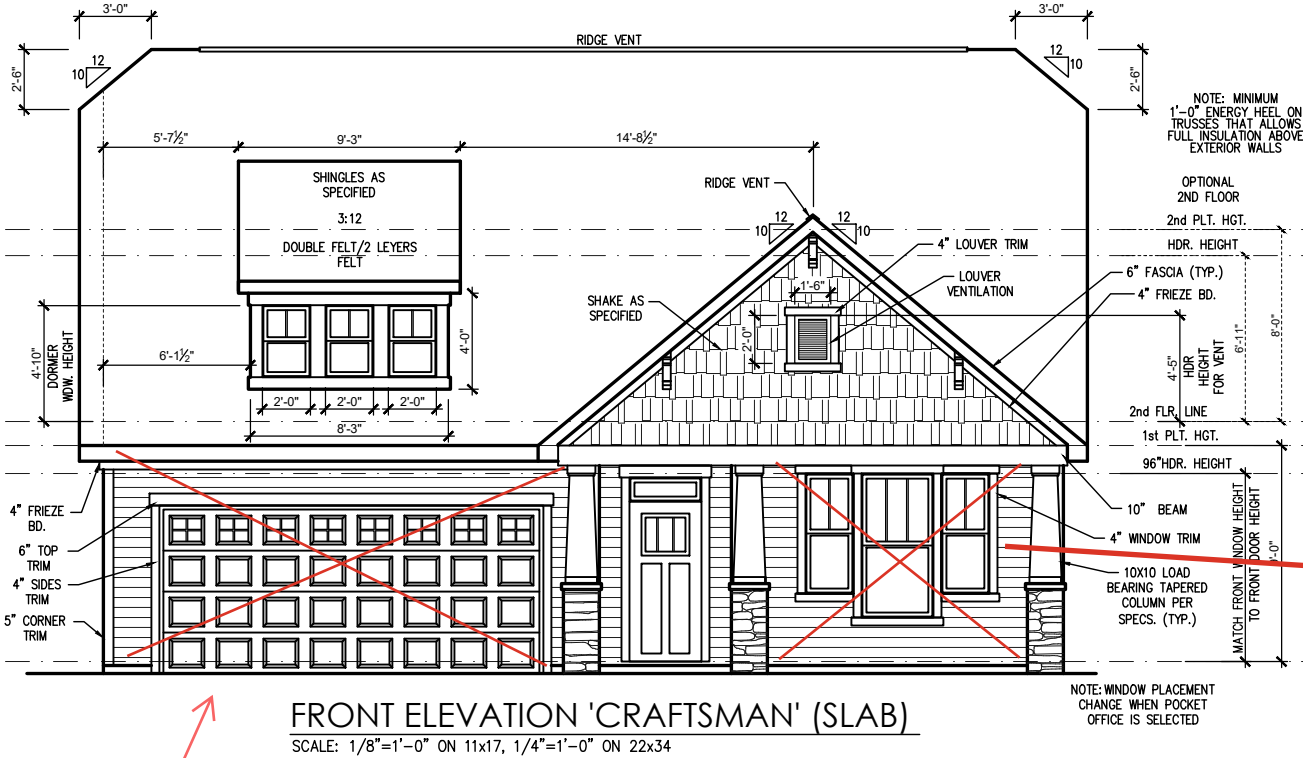 3'-0"
3'-0"
RIDGE VENT
12
10
12
10
2'-6"
2'-6"
NOTE: MINIMUM
1'-0" ENERGY HEEL ON
TRUSSES THAT ALLOWS
FULL INSULATION ABOVE
EXTERIOR WALLS
5'-7½"
9'-3"
14'-8½"
SHINGLES AS
SPECIFIED
3:12
DOUBLE FELT/2 LEYERS
FELT
RIDGE VENT
OPTIONAL
2ND FLOOR
2nd PLT. HGT.
12
10
12
10
4" LOUVER TRIM
HDR. HEIGHT
LOUVER
VENTILATION
6" FASCIA (TYP.)
4" FRIEZE BD.
1'-6"
SHAKE AS
SPECIFIED
2'-0"
4'-10"
DORMER
WDW. HEIGHT
6'-1½"
4'-0"
4'-5"
HDR
HEIGHT
FOR VENT
6'-11"
8'-0"
2'-0"
2'-0"
2'-0"
8'-3"
2nd FLR. LINE
1st PLT. HGT.
96"HDR. HEIGHT
4" FRIEZE
BD.
6" TOP
TRIM
4" SIDES
TRIM
5" CORNER
TRIM
10" BEAM
4" WINDOW TRIM
10X10 LOAD
BEARING TAPERED
COLUMN PER
SPECS. (TYP.)
MATCH FRONT WINDOW HEIGHT
TO FRONT DOOR HEIGHT
'-0"
NOTE: WINDOW PLACEMENT
CHANGE WHEN POCKET
OFFICE IS SELECTED
FRONT ELEVATION 'CRAFTSMAN' (SLAB)
SCALE: 1/8"=1'-0" ON 11x17, 1/4"=1'-0" ON 22x34